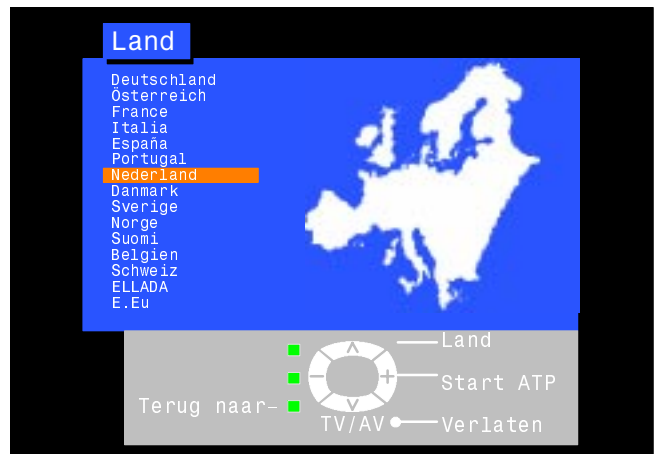 Land
Deutschland
Österreich
France
Italia
España
Portugal
Nederland
Danmark
Sverige
Norge
Suomi
Belgien
Schweiz
ELLADA
E.Eu
Land
Start ATP
Terug naar–
TV/AV
Verlaten